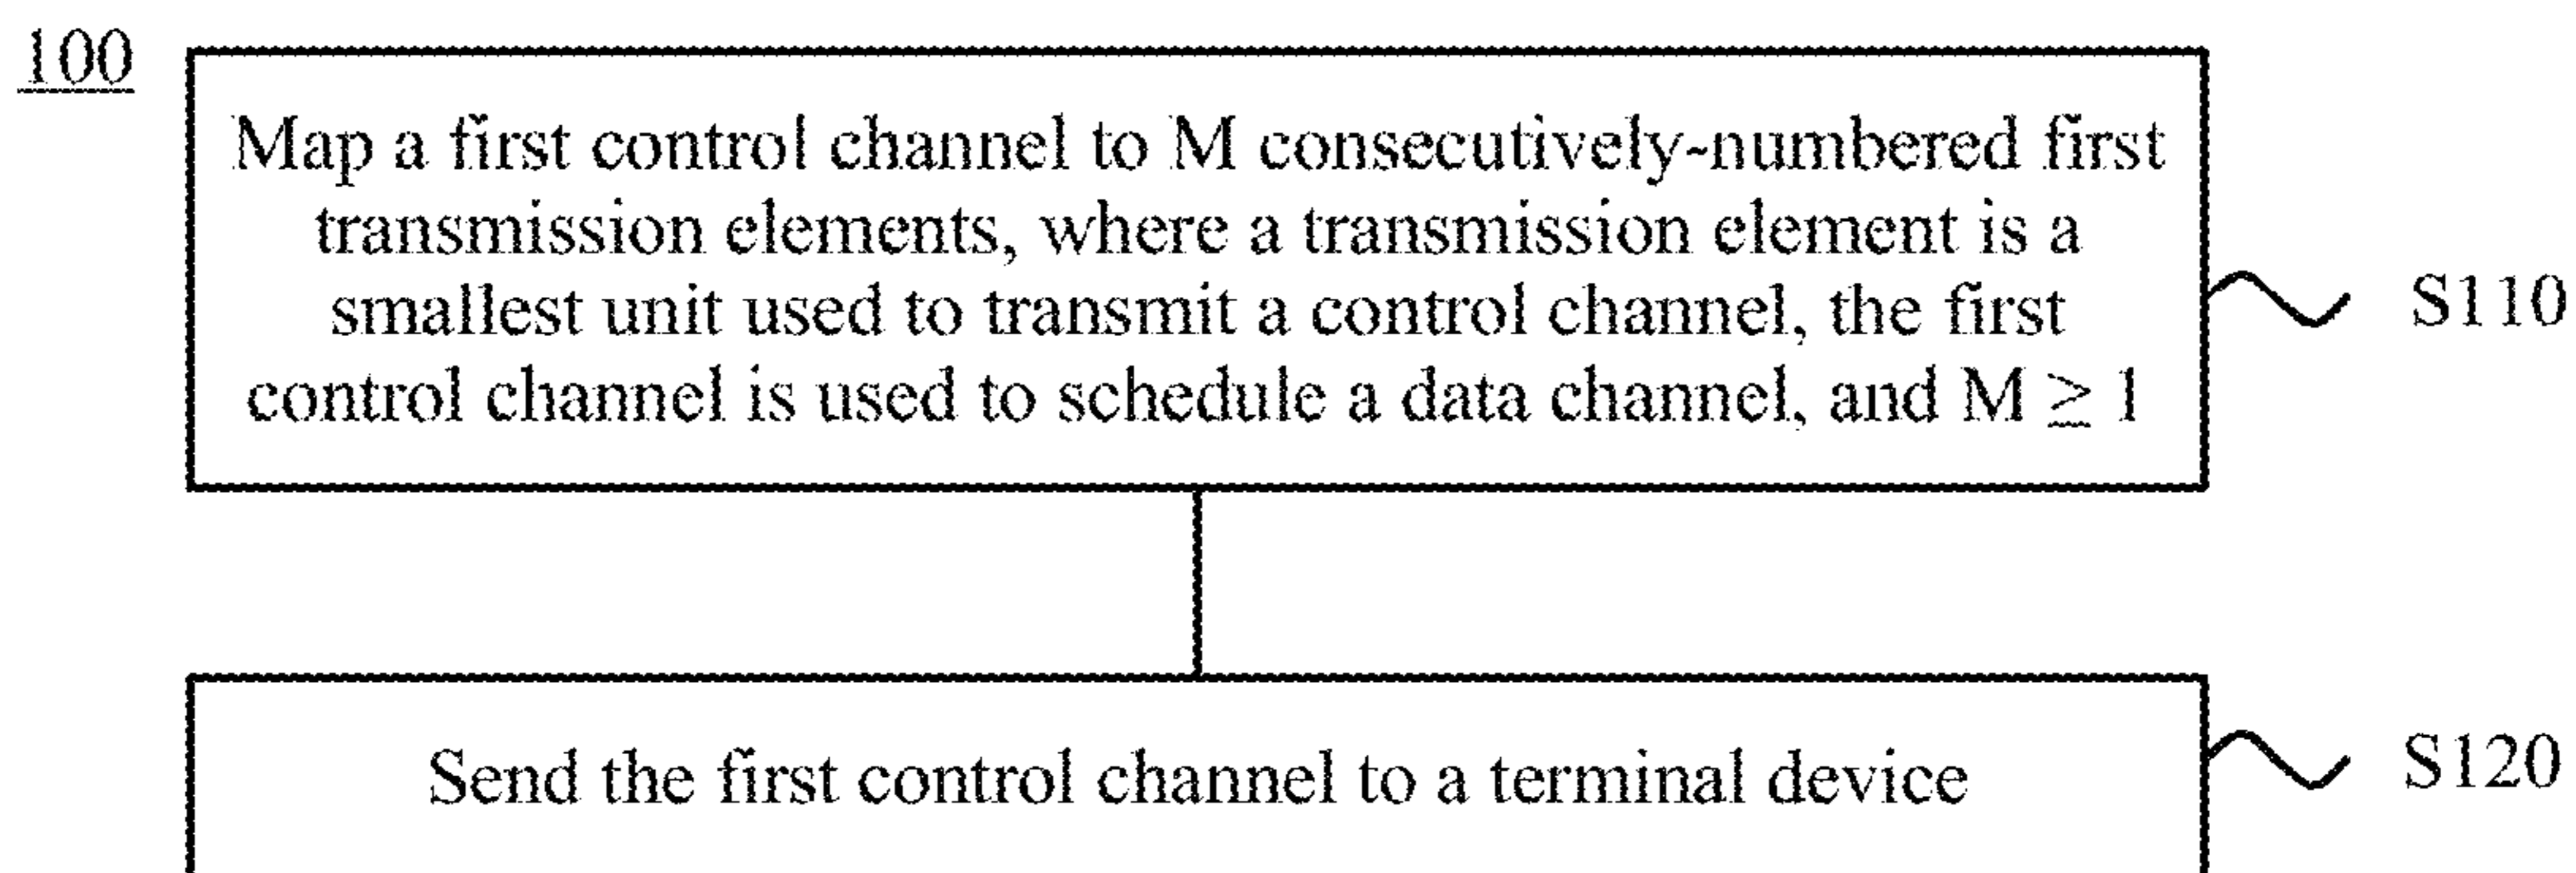 100
Map a first control channel to M consecutively-numbered first
transmission elements, where a transmission element is a
smallest unit used to transmit a control channel, the first
control channel is used to schedule a data channel, and M ≥ 1
S110
Send the first control channel to a terminal device
S120